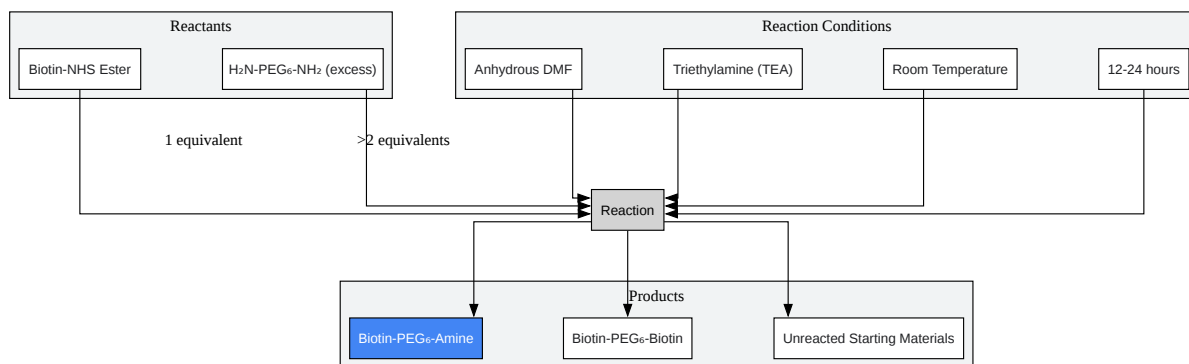 Reactants
Reaction Conditions
Biotin-NHS Ester
H₂N-PEG₆-NH₂ (excess)
Anhydrous DMF
Triethylamine (TEA)
Room Temperature
12-24 hours
1 equivalent
>2 equivalents
Reaction
Products
Biotin-PEG₆-Amine
Biotin-PEG₆-Biotin
Unreacted Starting Materials